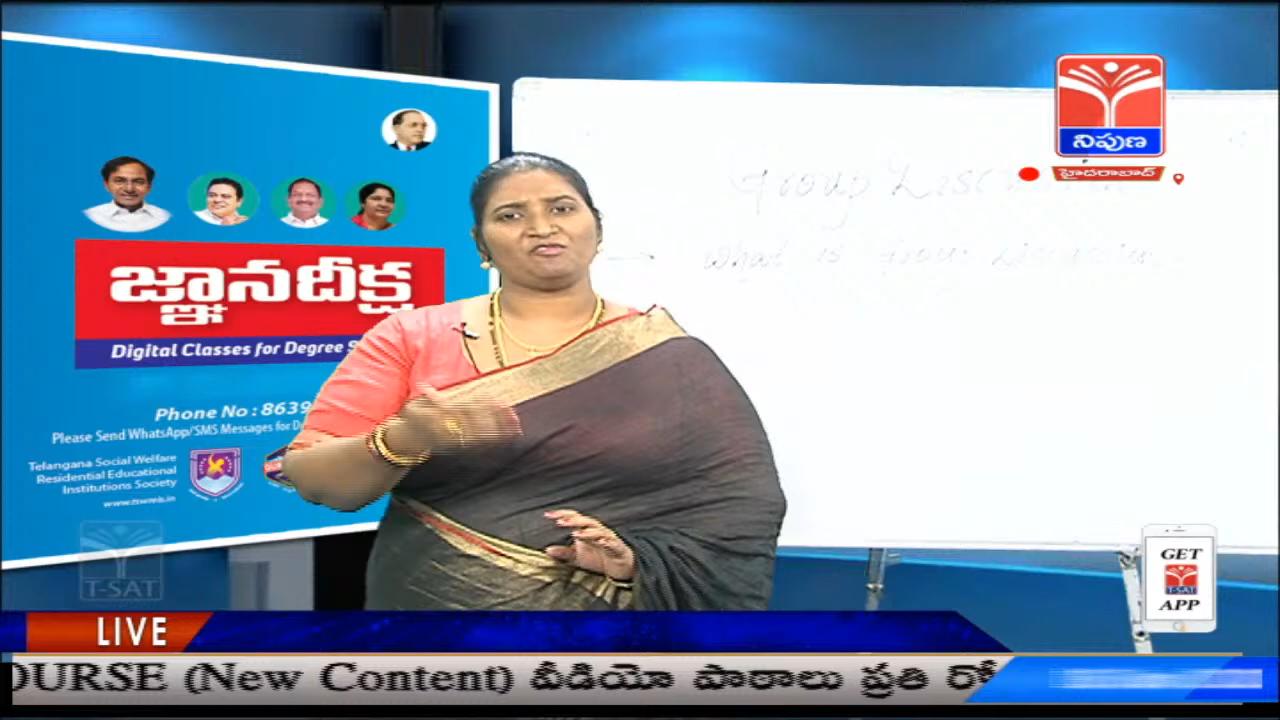 నిపుణ
హైదరాబాద్
Group
→ What is Group Discussion
జ్ఞానదీక్ష
Digital Classes for Degree S
Phone No : 8639
Please Send WhatsApp/SMS Messages for D
Telangana Social Welfare
Residential Educational
Institutions Society
www.tswreis.in
T-SAT
GET
T-SAT
APP
LIVE
OURSE (New Content) వీడియో పాఠాలు ప్రతి రో